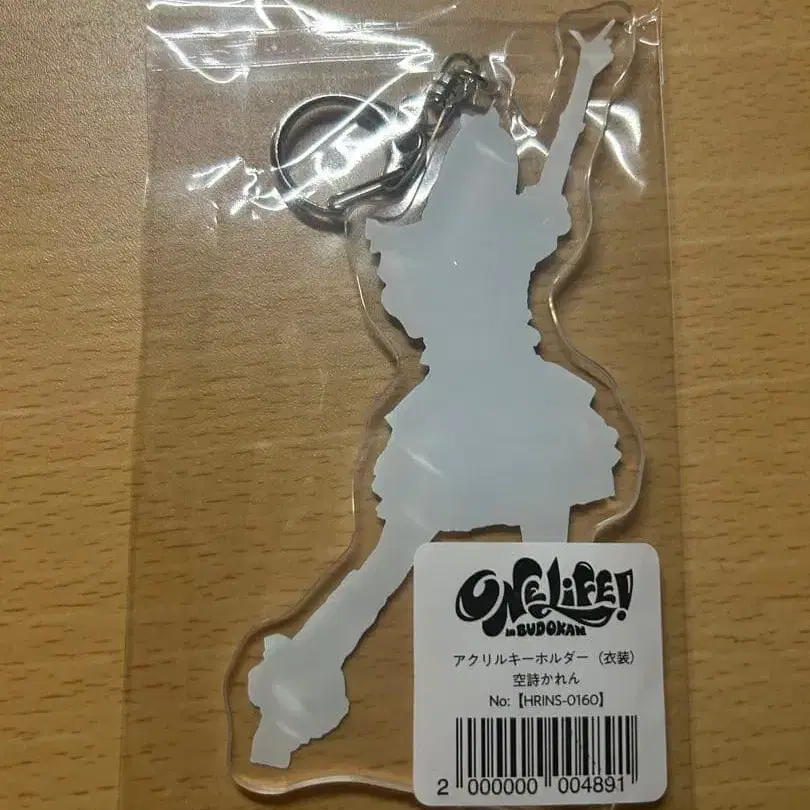 ONE LIFE!
in BUDOKAN
アクリルキーホルダー（衣装）
空詩かれん
No:【HRINS-0160】
2 000000 004891